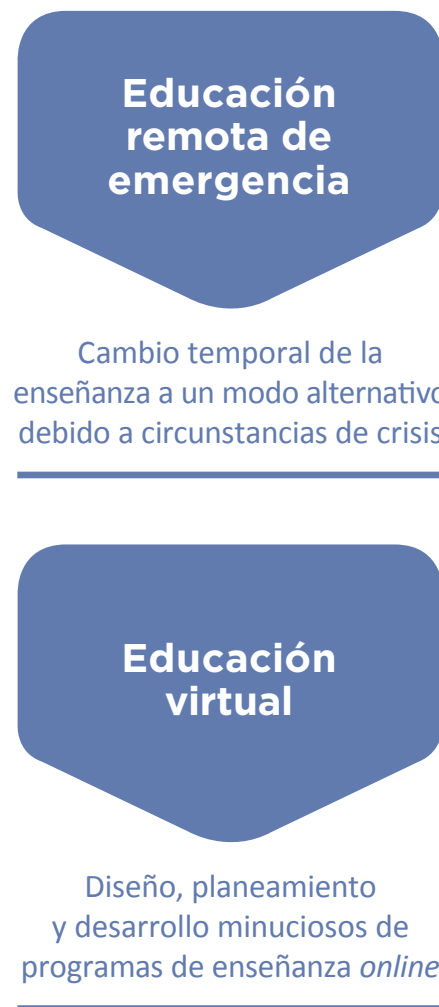 Educación
remota de
emergencia
Cambio temporal de la
enseñanza a un modo alternativo
debido a circunstancias de crisis
Educación
virtual
Diseño, planeamiento
y desarrollo minuciosos de
programas de enseñanza online